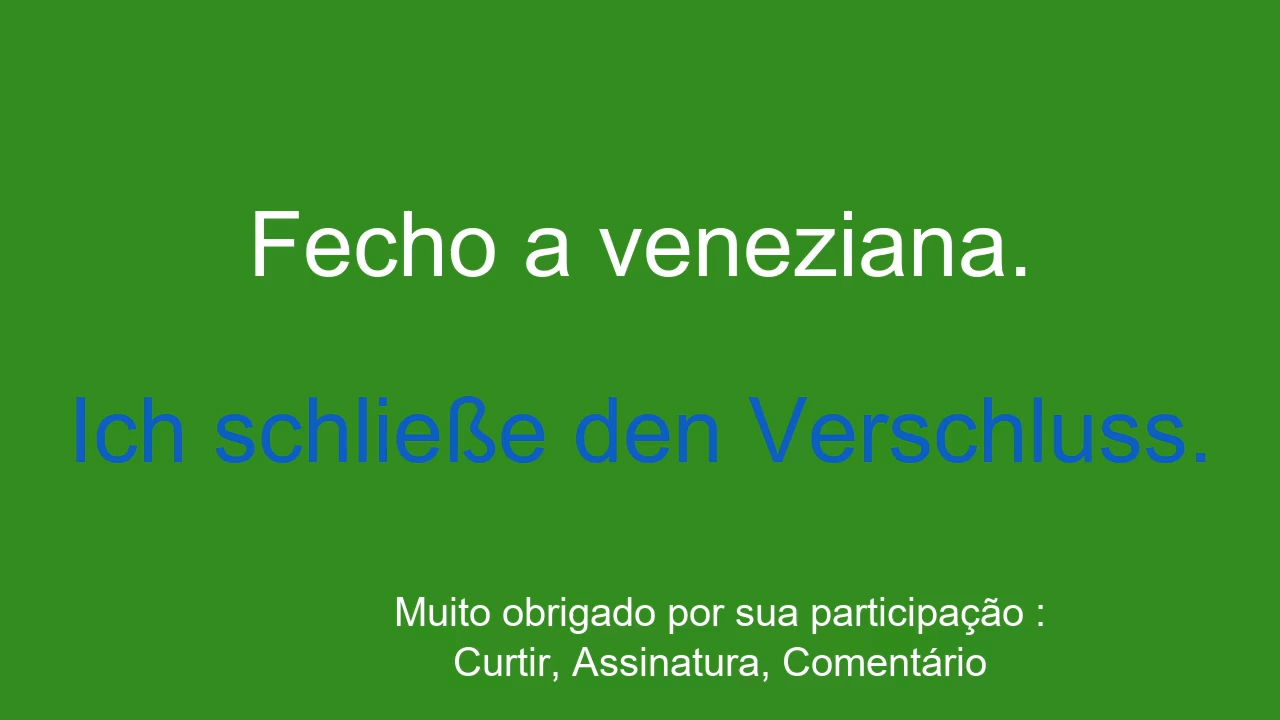 Fecho a veneziana.
Ich schließe den Verschluss.
Muito obrigado por sua participação :
Curtir, Assinatura, Comentário